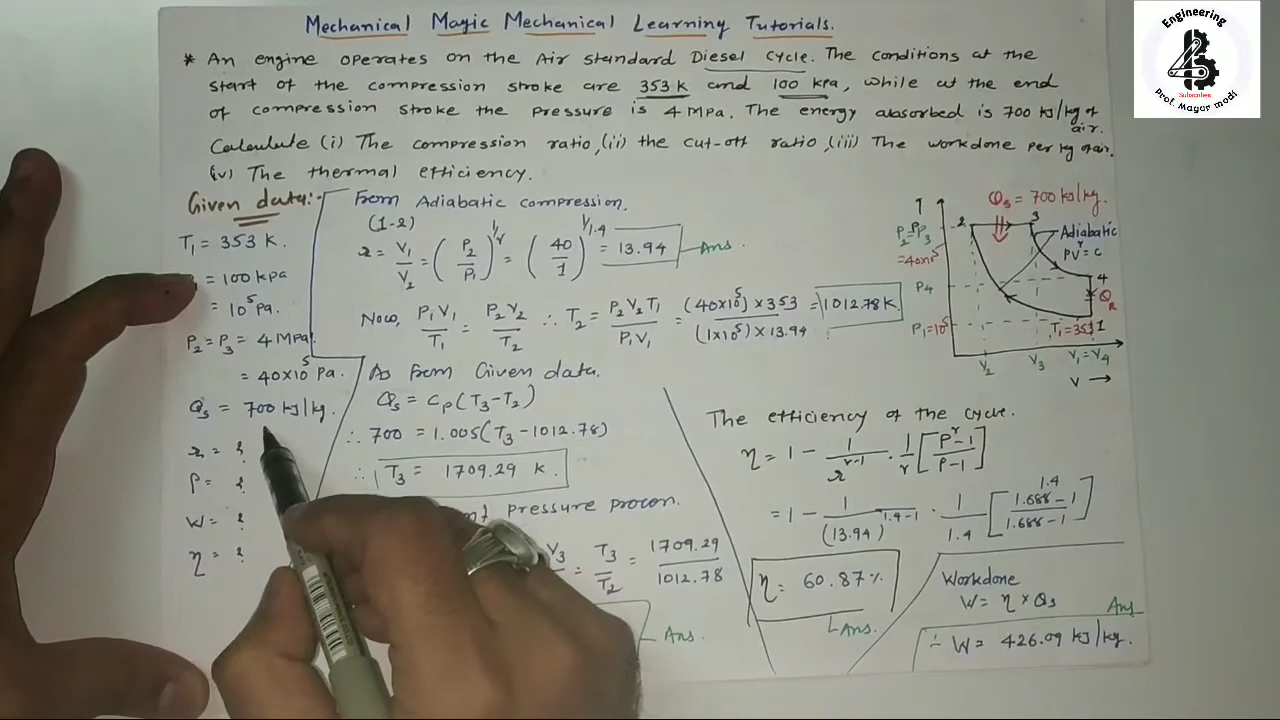 Mechanical Magic Mechanical Learning Tutorials.
* An engine operates on the Air standard Diesel cycle. The conditions at the
start of the compression stroke are 353 K and 100 kpa, while at the end
of compression stroke the pressure is 4 MPa. The energy absorbed is 700 kJ/kg of
air.
Calculate (i) The compression ratio, (ii) the cut-off ratio, (iii) The workdone per kg of air.
(iv) The thermal efficiency.
Given data:-
T1 = 353 K.
= 100 kpa
= 10^5 Pa.
P2 = P3 = 4 MPa
= 40×10^5 Pa.
Qs = 700 kJ/kg.
r = ?
ρ = ?
W = ?
η = ?
From Adiabatic compression.
(1-2)
r = V1/V2 = (P2/P1)^1/γ = (40/1)^1/1.4 = 13.94 Ans.
Now, P1V1/T1 = P2V2/T2 ∴ T2 = P2V2T1/P1V1 = (40×10^5)×353/(1×10^5)×13.94 = 1012.78 K
As from Given data.
Qs = Cp(T3-T2)
∴ 700 = 1.005(T3-1012.78)
∴ T3 = 1709.29 K.
pressure procen.
V3 = T3/T2 = 1709.29/1012.78
Ans.
Qs = 700 kJ/kg.
2
3
P2=P3
=40×10^5
Adiabatic
PV^γ = C
4
P4
QR
P1=10^5
T1=353
1
V2
V3
V1=V4
V →
The efficiency of the cycle.
η = 1 - 1/r^γ-1 . 1/γ [ρ^γ-1/ρ-1]
= 1 - 1/(13.94)^1.4-1 . 1/1.4 [1.688^1.4-1/1.688-1]
η = 60.87%
Ans.
Workdone
W = η × Qs
Ans
∴ W = 426.09 kJ/kg.
Engineering
Subscribe
Prof. Mayur modi